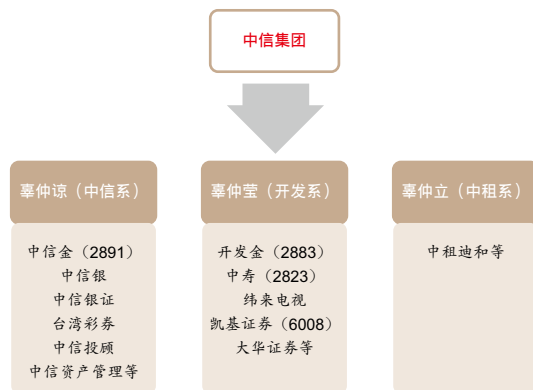 中信集团
辜仲谅（中信系）
中信金（2891）
中信银
中信银证
台湾彩券
中信投顾
中信资产管理等
辜仲莹（开发系）
开发金（2883）
中寿（2823）
纬来电视
凯基证券（6008）
大华证券等
辜仲立（中租系）
中租迪和等